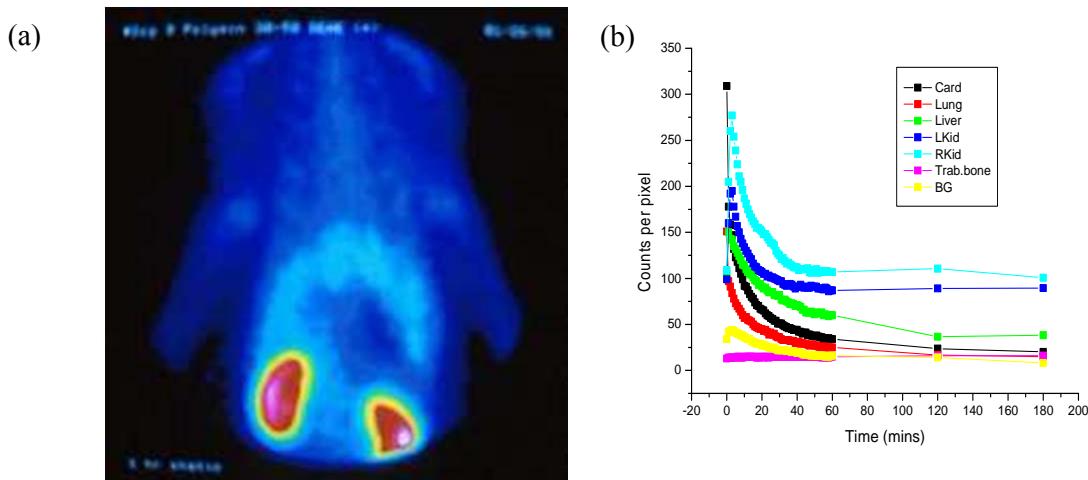 (a)
(b)
Card
Lung
Liver
LKid
RKid
Trab.bone
BG
Counts per pixel
350
300
250
200
150
100
50
0
-20 0 20 40 60 80 100 120 140 160 180 200
Time (mins)